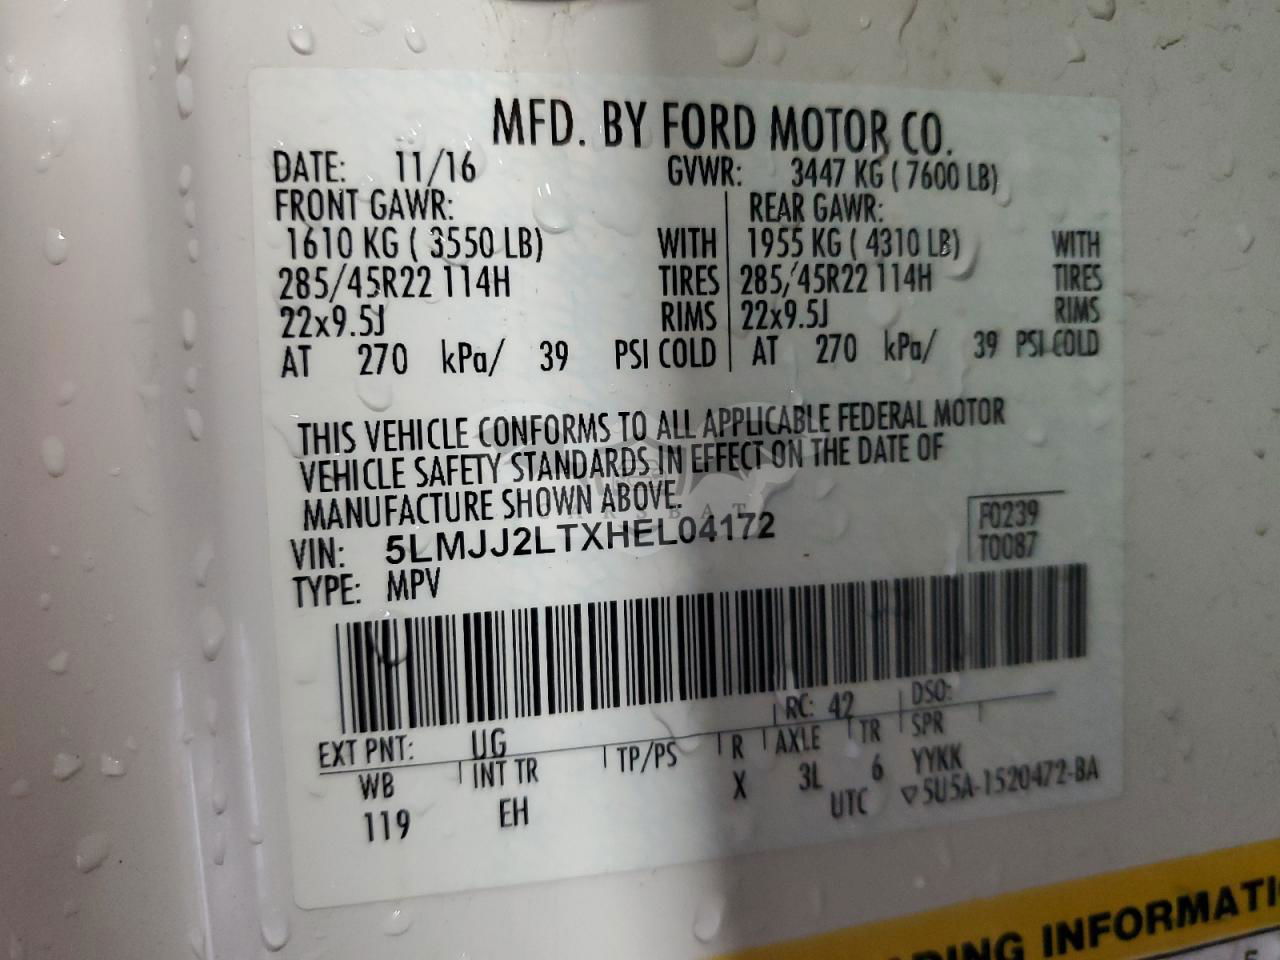 MFD. BY FORD MOTOR CO.
DATE: 11/16 GVWR: 3447 KG ( 7600 LB)
FRONT GAWR: REAR GAWR:
1610 KG ( 3550 LB) WITH 1955 KG ( 4310 LB) WITH
285/45R22 114H TIRES 285/45R22 114H TIRES
22x9.5J RIMS 22x9.5J RIMS
AT 270 kPa/ 39 PSI COLD AT 270 kPa/ 39 PSI COLD
THIS VEHICLE CONFORMS TO ALL APPLICABLE FEDERAL MOTOR
VEHICLE SAFETY STANDARDS IN EFFECT ON THE DATE OF
MANUFACTURE SHOWN ABOVE.
VIN: 5LMJJ2LTXHEL04172
F0239
T0087
TYPE: MPV
EXT PNT: UG RC: 42 DSO:
WB INT TR TP/PS R AXLE TR SPR
119 EH X 3L 6 YYKK
UTC ▽5U5A-1520472-BA
DING INFORMATI